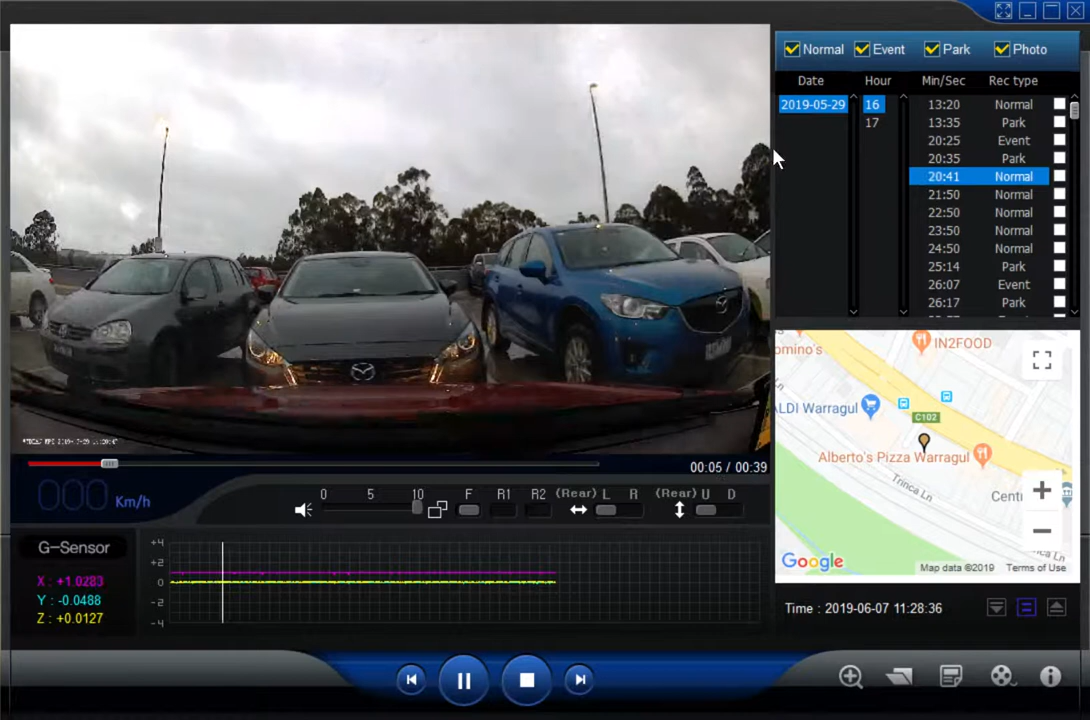 Normal Event Park Photo
Date Hour Min/Sec Rec type
2019-05-29 16 13:20 Normal
17 13:35 Park
20:25 Event
20:35 Park
20:41 Normal
21:50 Normal
22:50 Normal
23:50 Normal
24:50 Normal
25:14 Park
26:07 Event
26:17 Park
omino's
IN2FOOD
ALDI Warragul
C102
Alberto's Pizza Warragul
Trinca Ln
Cent
ca Ln
Google
Map data ©2019 Terms of Use
Time : 2019-06-07 11:28:36
00:05 / 00:39
000 Km/h
0 5 10 F R1 R2 (Rear) L R (Rear) U D
G-Sensor
X : +1.0283
Y : -0.0488
Z : +0.0127
+4
+2
0
-2
-4